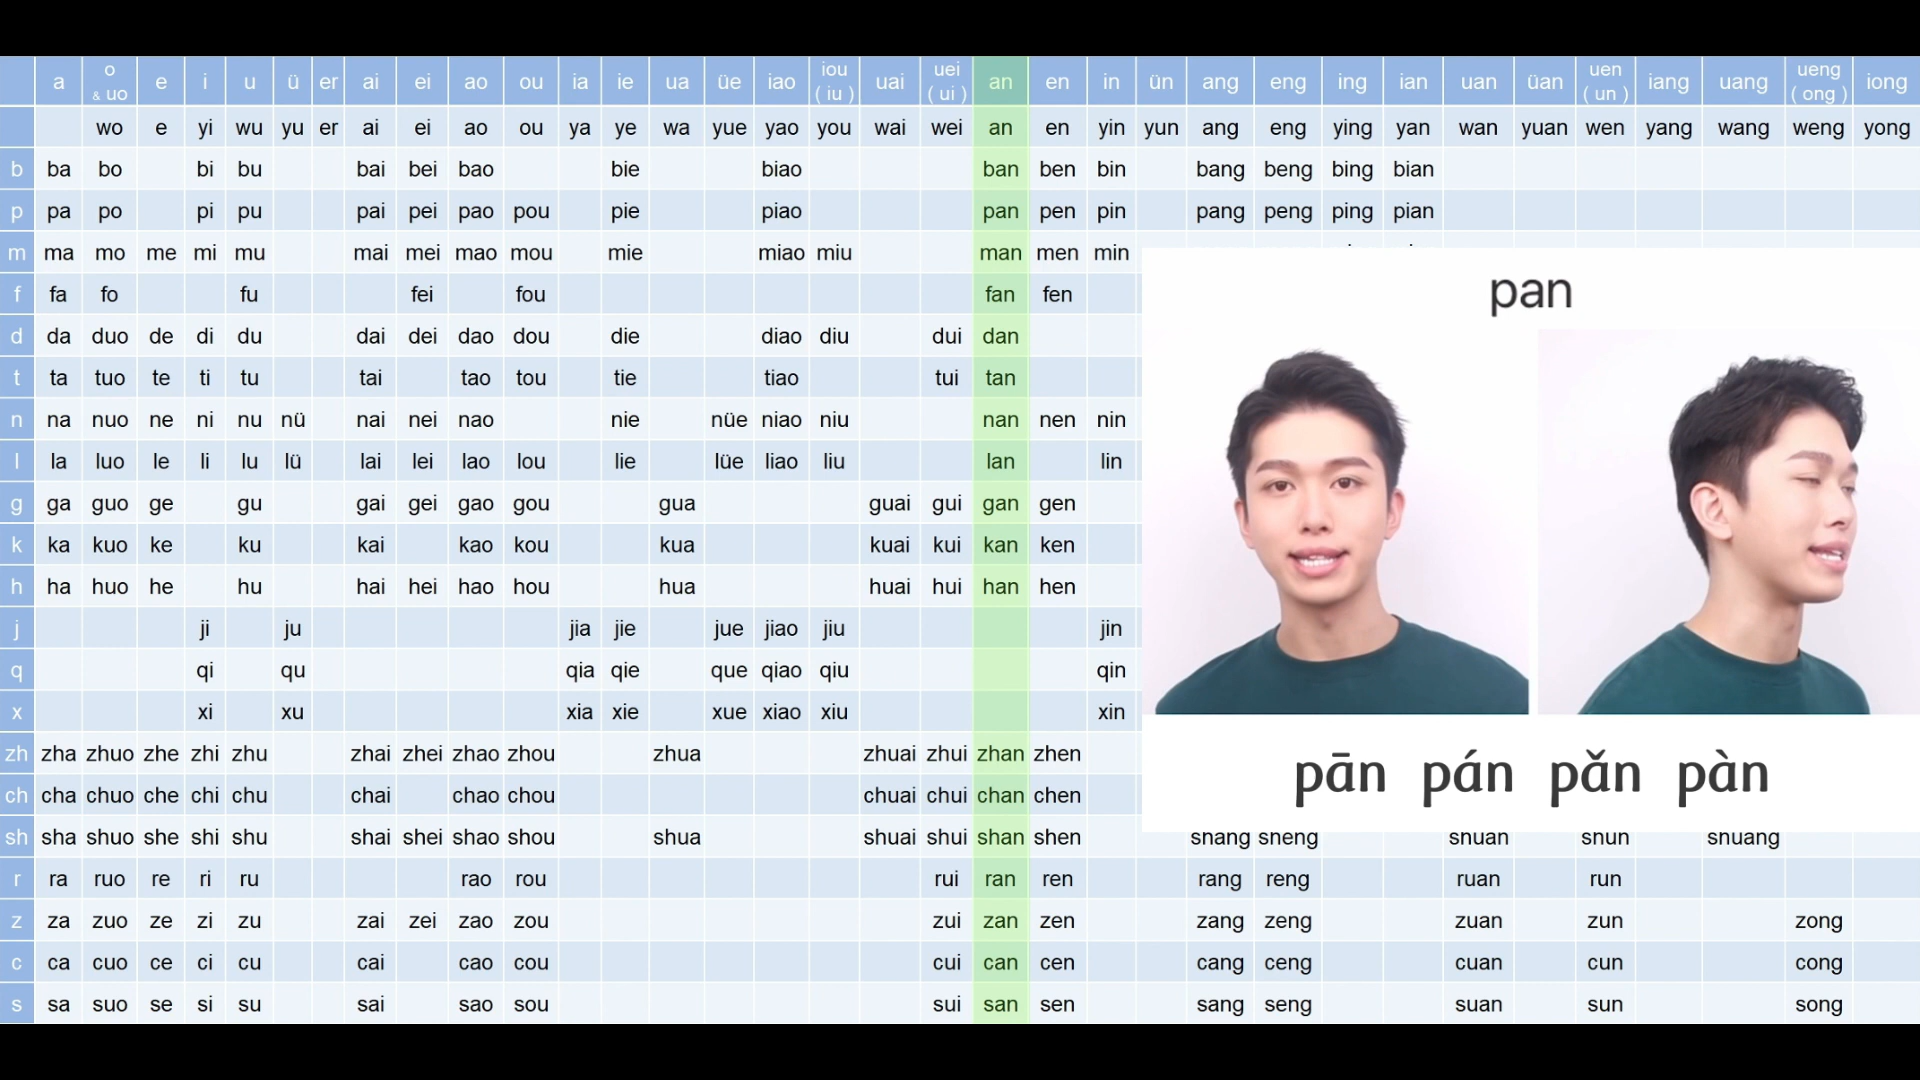 a o & uo e i u ü er ai ei ao ou ia ie ua üe iao iou ( iu ) uai uei ( ui ) an en in ün ang eng ing ian uan üan uen ( un ) iang uang ueng ( ong ) iong
wo e yi wu yu er ai ei ao ou ya ye wa yue yao you wai wei an en yin yun ang eng ying yan wan yuan wen yang wang weng yong
b ba bo bi bu bai bei bao bie biao ban ben bin bang beng bing bian
p pa po pi pu pai pei pao pou pie piao pan pen pin pang peng ping pian
m ma mo me mi mu mai mei mao mou mie miao miu man men min
f fa fo fu fei fou fan fen
d da duo de di du dai dei dao dou die diao diu dui dan
t ta tuo te ti tu tai tao tou tie tiao tui tan
n na nuo ne ni nu nü nai nei nao nie nüe niao niu nan nen nin
l la luo le li lu lü lai lei lao lou lie lüe liao liu lan lin
g ga guo ge gu gai gei gao gou gua guai gui gan gen
k ka kuo ke ku kai kao kou kua kuai kui kan ken
h ha huo he hu hai hei hao hou hua huai hui han hen
j ji ju jia jie jue jiao jiu jin
q qi qu qia qie que qiao qiu qin
x xi xu xia xie xue xiao xiu xin
zh zha zhuo zhe zhi zhu zhai zhei zhao zhou zhua zhuai zhui zhan zhen
ch cha chuo che chi chu chai chao chou chuai chui chan chen
sh sha shuo she shi shu shai shei shao shou shua shuai shui shan shen shang sheng shuan shun shuang
r ra ruo re ri ru rao rou rui ran ren rang reng ruan run
z za zuo ze zi zu zai zei zao zou zui zan zen zang zeng zuan zun zong
c ca cuo ce ci cu cai cao cou cui can cen cang ceng cuan cun cong
s sa suo se si su sai sao sou sui san sen sang seng suan sun song
pan
pān pán pǎn pàn